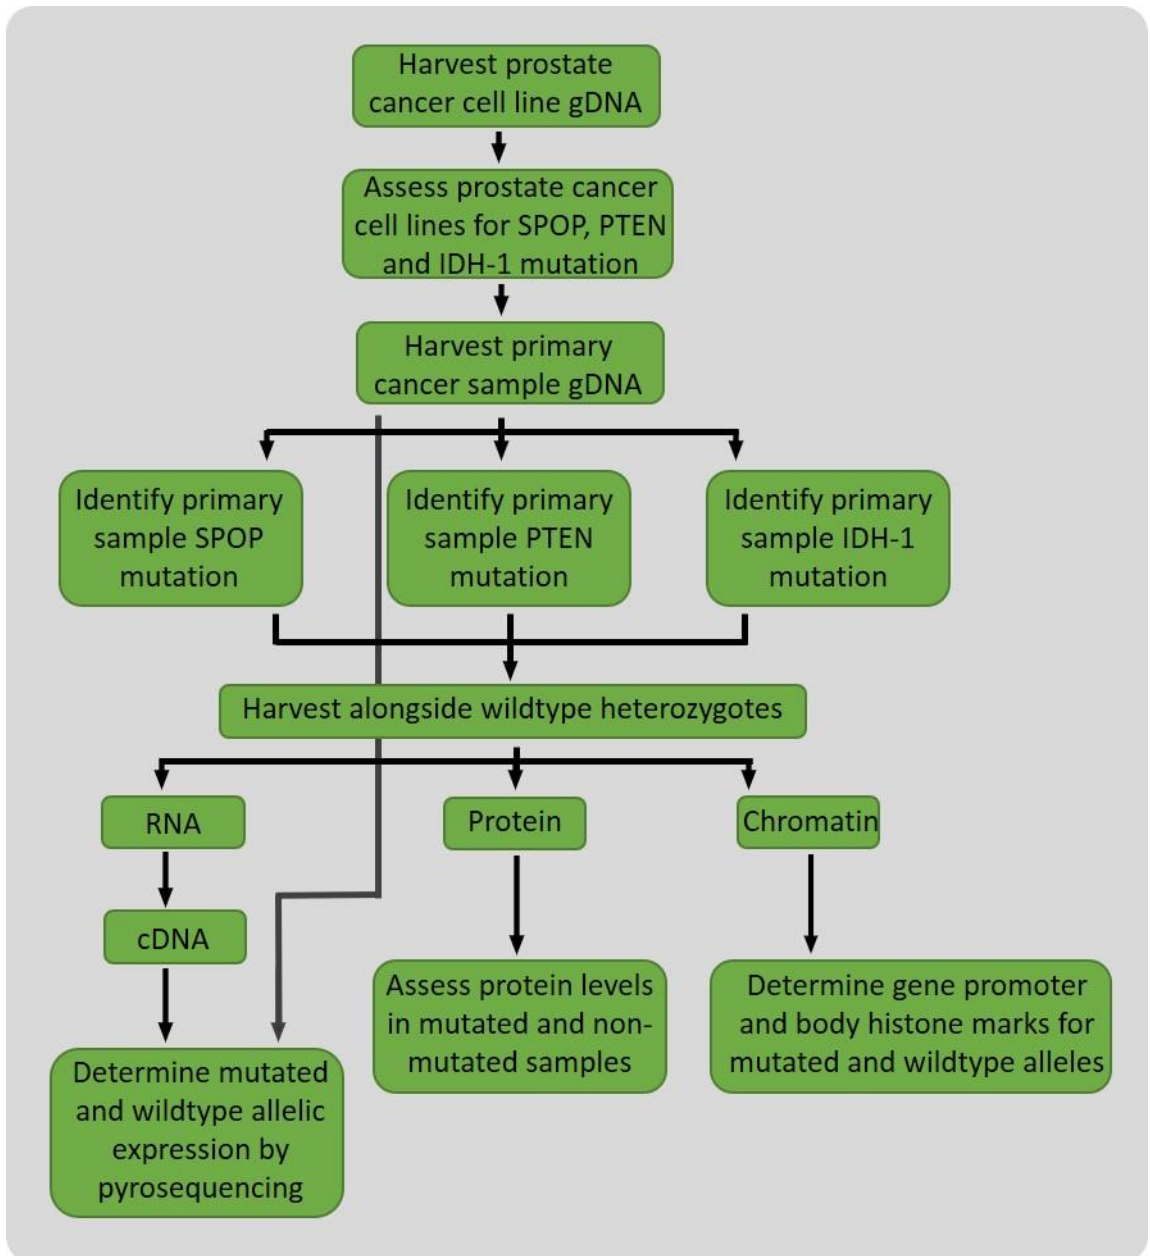 Harvest prostate
cancer cell line gDNA
Assess prostate cancer
cell lines for SPOP, PTEN
and IDH-1 mutation
Harvest primary
cancer sample gDNA
Identify primary
sample SPOP
mutation
Identify primary
sample PTEN
mutation
Identify primary
sample IDH-1
mutation
Harvest alongside wildtype heterozygotes
RNA
Protein
Chromatin
cDNA
Assess protein levels
in mutated and non-
mutated samples
Determine gene promoter
and body histone marks for
mutated and wildtype alleles
Determine mutated
and wildtype allelic
expression by
pyrosequencing